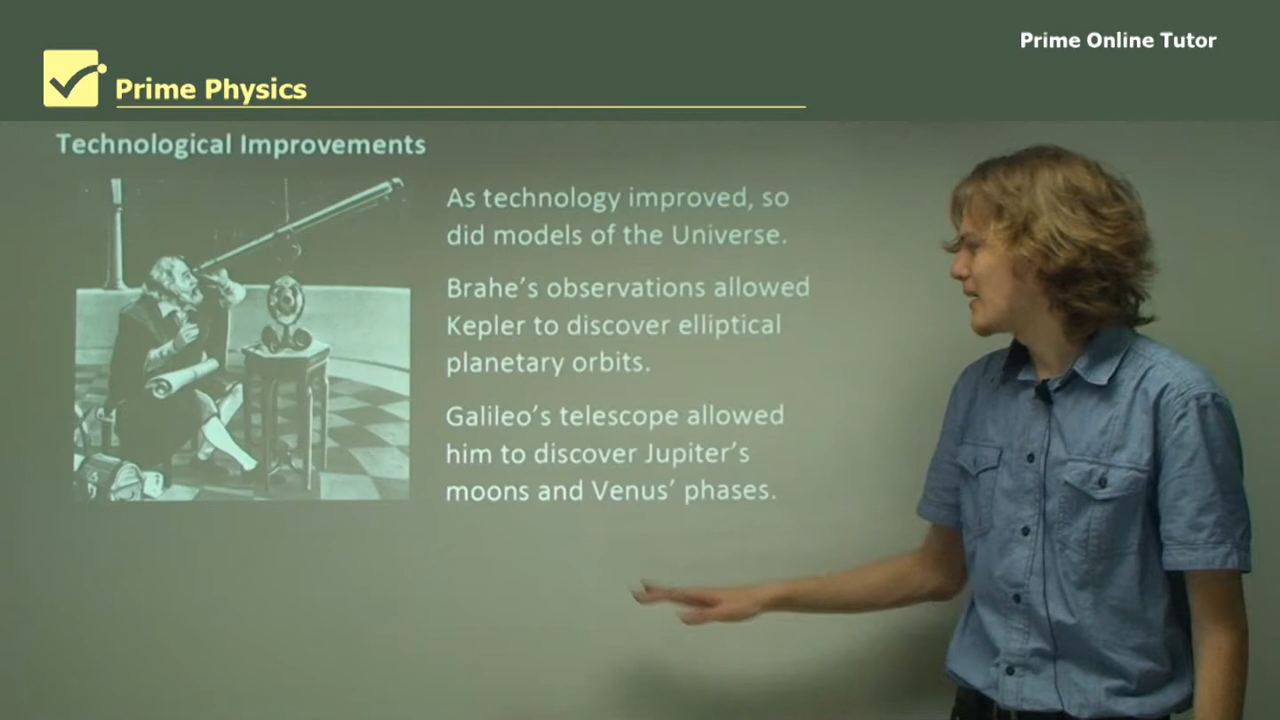 Prime Online Tutor
Prime Physics
Technological Improvements
As technology improved, so
did models of the Universe.
Brahe's observations allowed
Kepler to discover elliptical
planetary orbits.
Galileo's telescope allowed
him to discover Jupiter's
moons and Venus' phases.